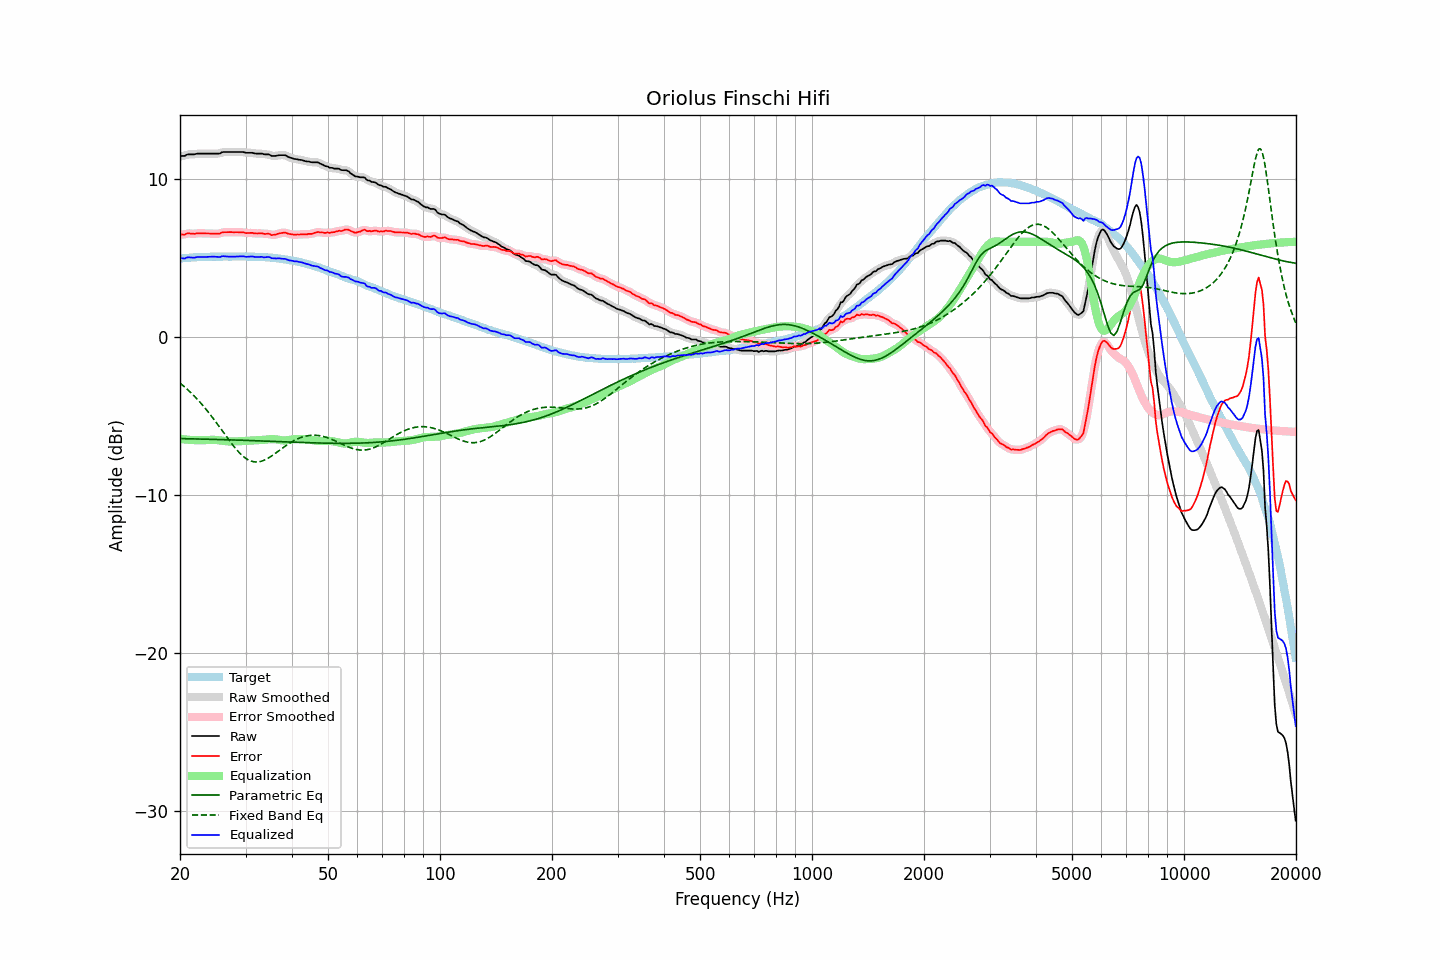 Oriolus Finschi Hifi
Amplitude (dBr)
10
0
−10
−20
−30
Target
Raw Smoothed
Error Smoothed
Raw
Error
Equalization
Parametric Eq
Fixed Band Eq
Equalized
20 50 100 200 500 1000 2000 5000 10000 20000
Frequency (Hz)